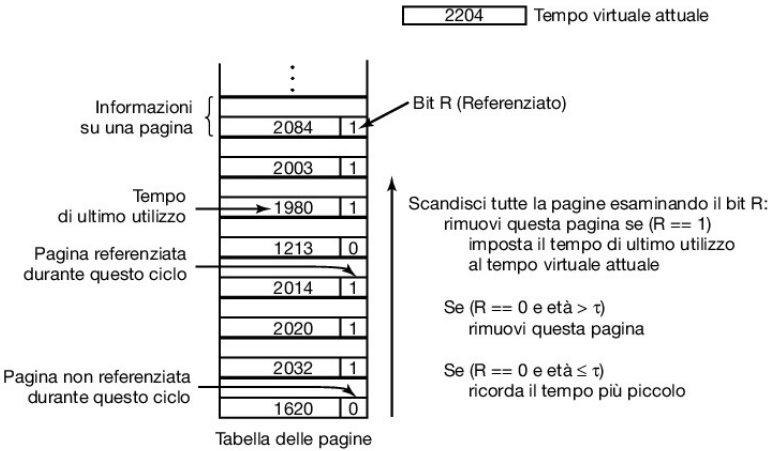 2204 Tempo virtuale attuale
Informazioni
su una pagina
Bit R (Referenziato)
2084 1
2003 1
Tempo
di ultimo utilizzo
1980 1
1213 0
Pagina referenziata
durante questo ciclo
2014 1
2020 1
2032 1
Pagina non referenziata
durante questo ciclo
1620 0
Tabella delle pagine
Scandisci tutte la pagine esaminando il bit R:
rimuovi questa pagina se (R == 1)
imposta il tempo di ultimo utilizzo
al tempo virtuale attuale
Se (R == 0 e età > τ)
rimuovi questa pagina
Se (R == 0 e età ≤ τ)
ricorda il tempo più piccolo